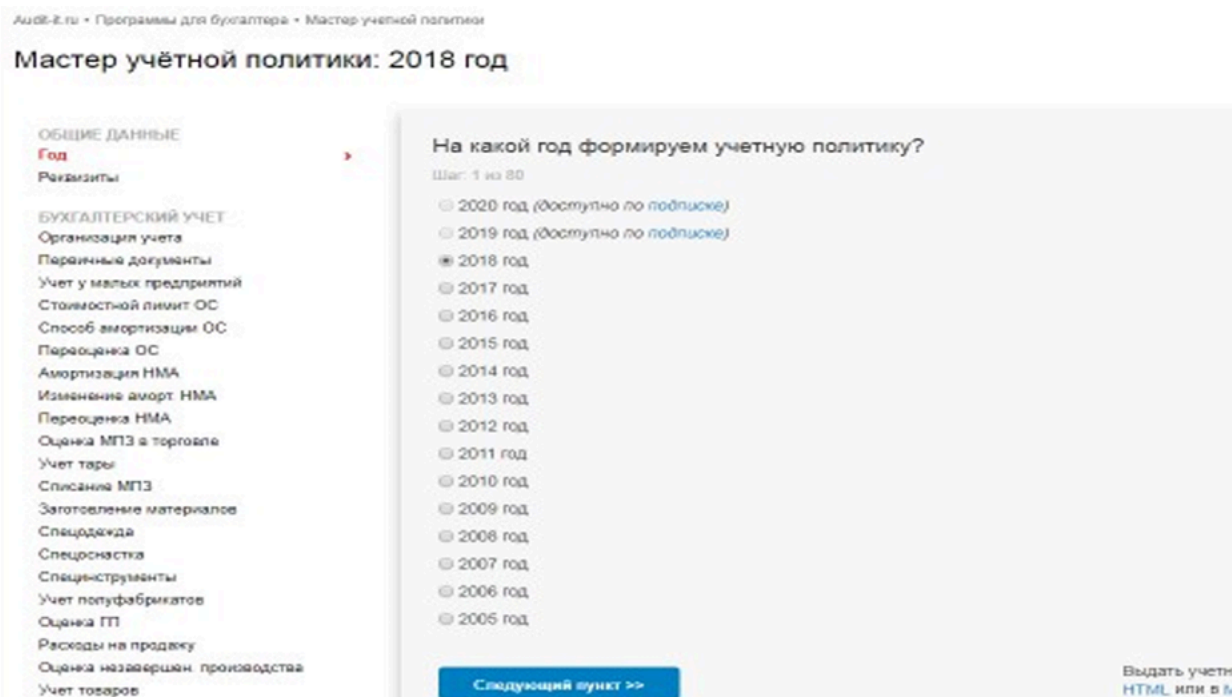 Audit-it.ru • Программы для бухгалтера • Мастер учетной политики
Мастер учётной политики: 2018 год
ОБЩИЕ ДАННЫЕ
Год
Реквизиты
БУХГАЛТЕРСКИЙ УЧЕТ
Организация учета
Первичные документы
Учет у малых предприятий
Стоимостной лимит ОС
Способ амортизации ОС
Переоценка ОС
Амортизация НМА
Изменение аморт. НМА
Переоценка НМА
Оценка МПЗ в торговле
Учет тары
Списание МПЗ
Заготовление материалов
Спецодежда
Спецоснастка
Специнструменты
Учет полуфабрикатов
Оценка ГП
Расходы на продажу
Оценка незавершен. производства
Учет товаров
На какой год формируем учетную политику?
Шаг: 1 из 80
2020 год (доступно по подписке)
2019 год (доступно по подписке)
2018 год
2017 год
2016 год
2015 год
2014 год
2013 год
2012 год
2011 год
2010 год
2009 год
2008 год
2007 год
2006 год
2005 год
Следующий пункт >>
Выдать учетн
HTML или в M